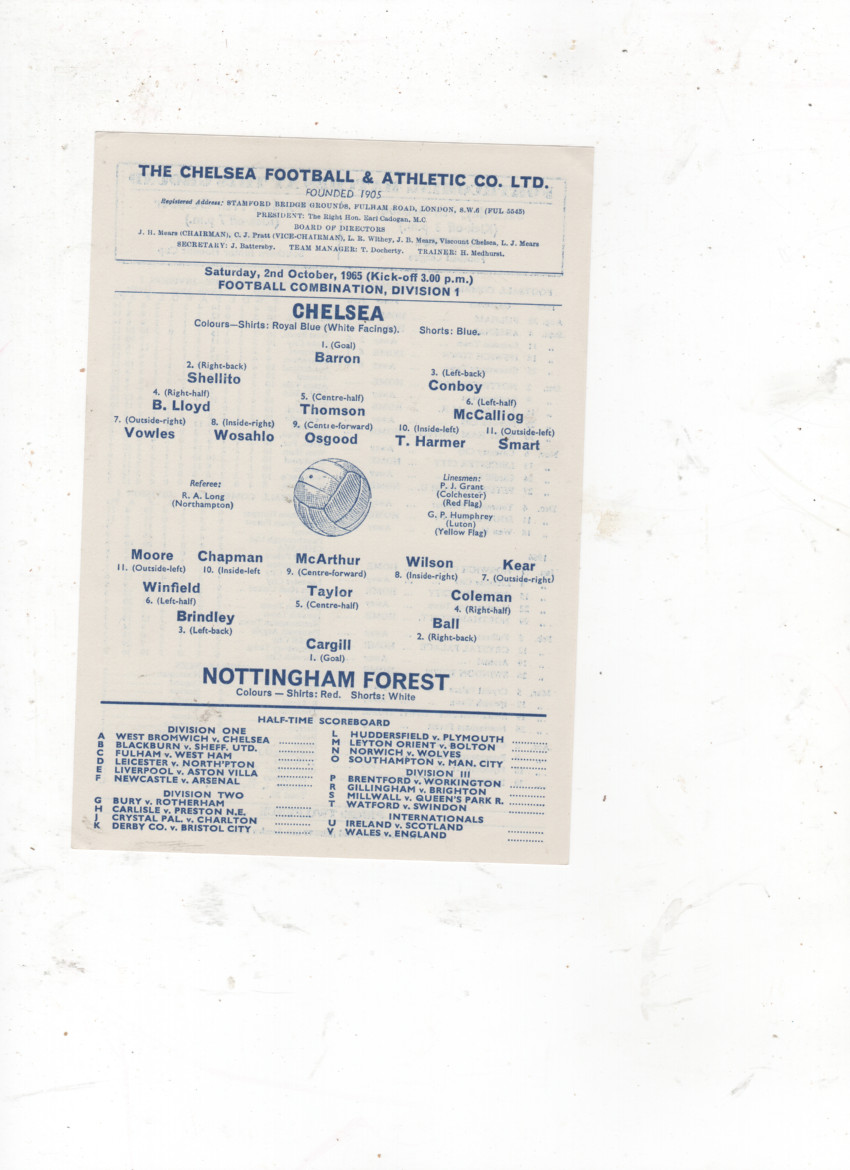 THE CHELSEA FOOTBALL & ATHLETIC CO. LTD.
FOUNDED 1905
Registered Address: STAMFORD BRIDGE GROUNDS, FULHAM ROAD, LONDON, S.W.6 (FUL 5545)
PRESIDENT: The Right Hon. Earl Cadogan, M.C.
BOARD OF DIRECTORS
J. H. Mears (CHAIRMAN), C. J. Pratt (VICE-CHAIRMAN), L. R. Withey, J. B. Mears, Viscount Chelsea, L. J. Mears
SECRETARY: J. Battersby. TEAM MANAGER: T. Docherty. TRAINER: H. Medhurst.
Saturday, 2nd October, 1965 (Kick-off 3.00 p.m.)
FOOTBALL COMBINATION, DIVISION 1
CHELSEA
Colours—Shirts: Royal Blue (White Facings). Shorts: Blue.
1. (Goal)
Barron
2. (Right-back) 3. (Left-back)
Shellito Conboy
4. (Right-half) 5. (Centre-half) 6. (Left-half)
B. Lloyd Thomson McCalliog
7. (Outside-right) 8. (Inside-right) 9. (Centre-forward) 10. (Inside-left) 11. (Outside-left)
Vowles Wosahlo Osgood T. Harmer Smart
Referee:
R. A. Long
(Northampton)
Linesmen:
P. J. Grant
(Colchester)
(Red Flag)
G. P. Humphrey
(Luton)
(Yellow Flag)
Moore Chapman McArthur Wilson Kear
11. (Outside-left) 10. (Inside-left 9. (Centre-forward) 8. (Inside-right) 7. (Outside-right)
Winfield Taylor Coleman
6. (Left-half) 5. (Centre-half) 4. (Right-half)
Brindley Ball
3. (Left-back) 2. (Right-back)
Cargill
1. (Goal)
NOTTINGHAM FOREST
Colours — Shirts: Red. Shorts: White
HALF-TIME SCOREBOARD
DIVISION ONE
A WEST BROMWICH v. CHELSEA ............
B BLACKBURN v. SHEFF. UTD. ............
C FULHAM v. WEST HAM ............
D LEICESTER v. NORTH'PTON ............
E LIVERPOOL v. ASTON VILLA ............
F NEWCASTLE v. ARSENAL ............
DIVISION TWO
G BURY v. ROTHERHAM ............
H CARLISLE v. PRESTON N.E. ............
J CRYSTAL PAL. v. CHARLTON ............
K DERBY CO. v. BRISTOL CITY ............
L HUDDERSFIELD v. PLYMOUTH ............
M LEYTON ORIENT v. BOLTON ............
N NORWICH v. WOLVES ............
O SOUTHAMPTON v. MAN. CITY ............
DIVISION III
P BRENTFORD v. WORKINGTON ............
R GILLINGHAM v. BRIGHTON ............
S MILLWALL v. QUEEN'S PARK R. ............
T WATFORD v. SWINDON ............
INTERNATIONALS
U IRELAND v. SCOTLAND ............
V WALES v. ENGLAND ............